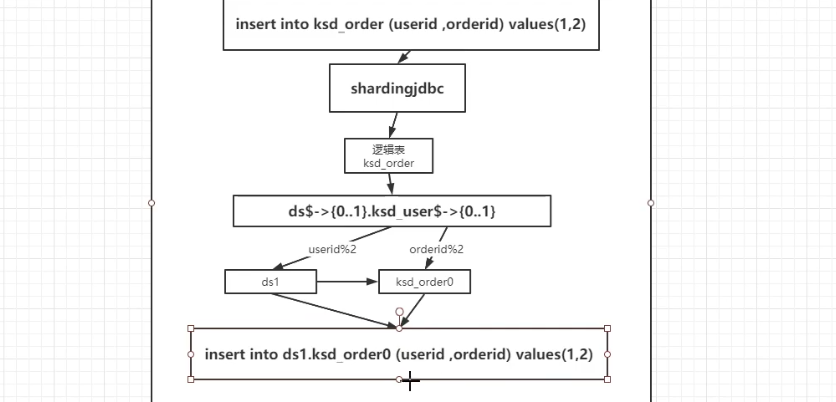 insert into ksd_order (userid ,orderid) values(1,2)
shardingjdbc
逻辑表
ksd_order
ds$->{0..1}.ksd_user$->{0..1}
userid%2
orderid%2
ds1
ksd_order0
insert into ds1.ksd_order0 (userid ,orderid) values(1,2)